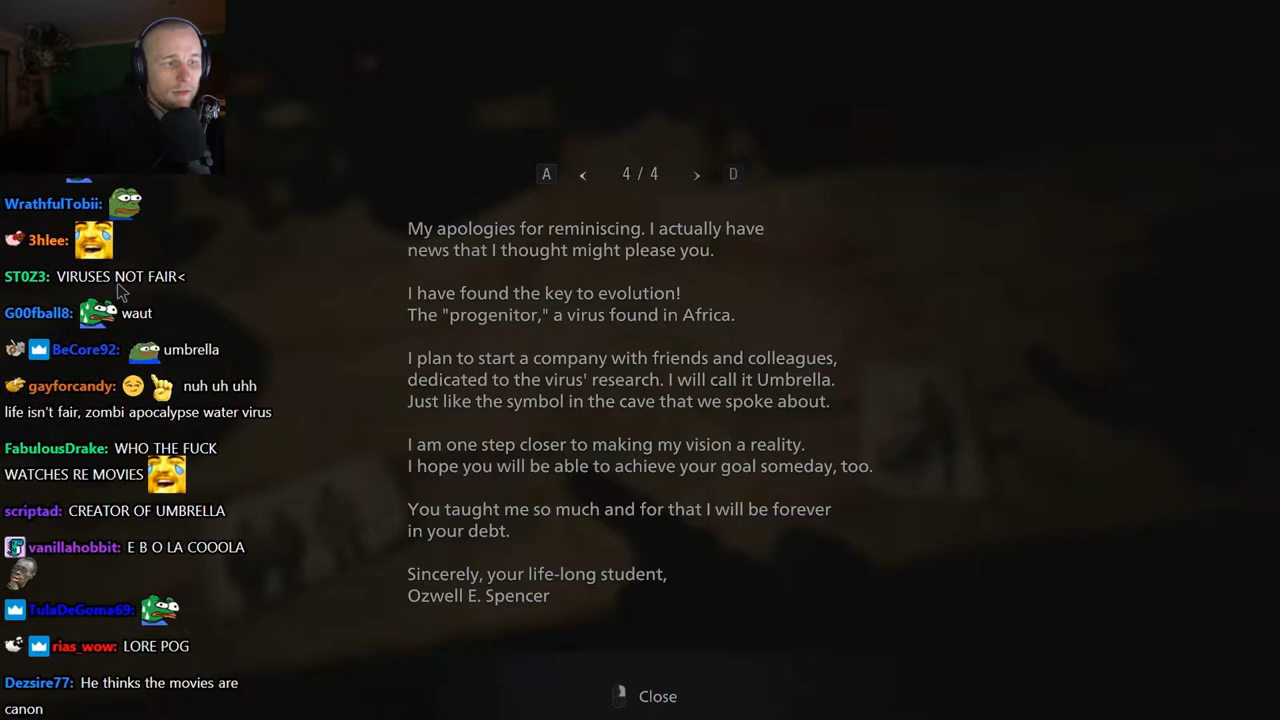 WrathfulTobii:
3hlee:
ST0Z3: VIRUSES NOT FAIR<
G00fball8: waut
BeCore92: umbrella
gayforcandy: nuh uh uhh
life isn't fair, zombi apocalypse water virus
FabulousDrake: WHO THE FUCK
WATCHES RE MOVIES
scriptad: CREATOR OF UMBRELLA
vanillahobbit: E B O LA COOOLA
TulaDeGoma69:
rias_wow: LORE POG
Dezsire77: He thinks the movies are
canon
A < 4 / 4 > D
My apologies for reminiscing. I actually have
news that I thought might please you.
I have found the key to evolution!
The "progenitor," a virus found in Africa.
I plan to start a company with friends and colleagues,
dedicated to the virus' research. I will call it Umbrella.
Just like the symbol in the cave that we spoke about.
I am one step closer to making my vision a reality.
I hope you will be able to achieve your goal someday, too.
You taught me so much and for that I will be forever
in your debt.
Sincerely, your life-long student,
Ozwell E. Spencer
Close